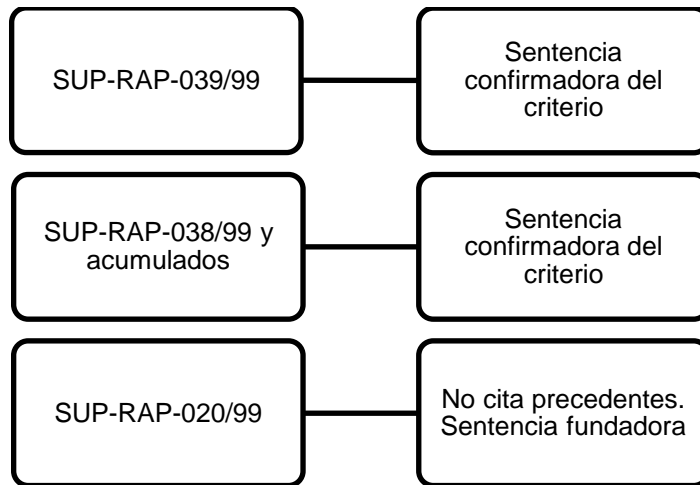 SUP-RAP-039/99
Sentencia
confirmadora del
criterio
SUP-RAP-038/99 y
acumulados
Sentencia
confirmadora del
criterio
SUP-RAP-020/99
No cita precedentes.
Sentencia fundadora